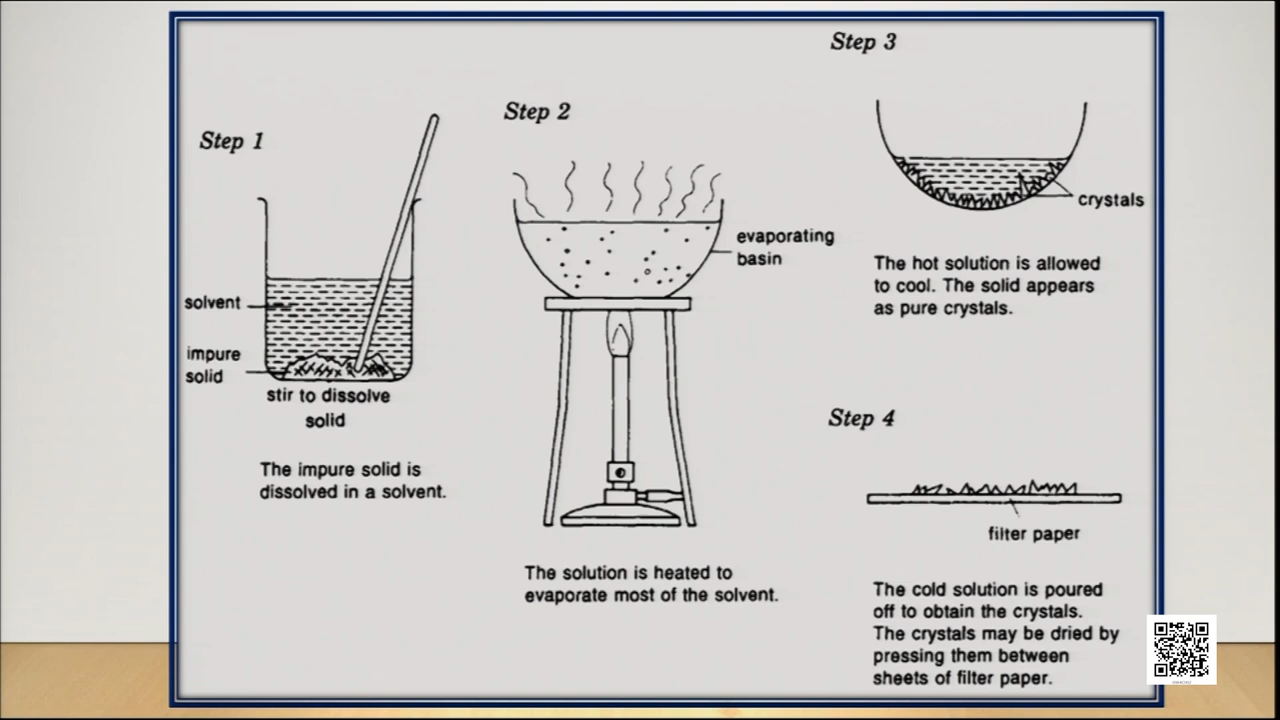 Step 1
solvent
impure
solid
stir to dissolve
solid
The impure solid is
dissolved in a solvent.
Step 2
evaporating
basin
The solution is heated to
evaporate most of the solvent.
Step 3
crystals
The hot solution is allowed
to cool. The solid appears
as pure crystals.
Step 4
filter paper
The cold solution is poured
off to obtain the crystals.
The crystals may be dried by
pressing them between
sheets of filter paper.